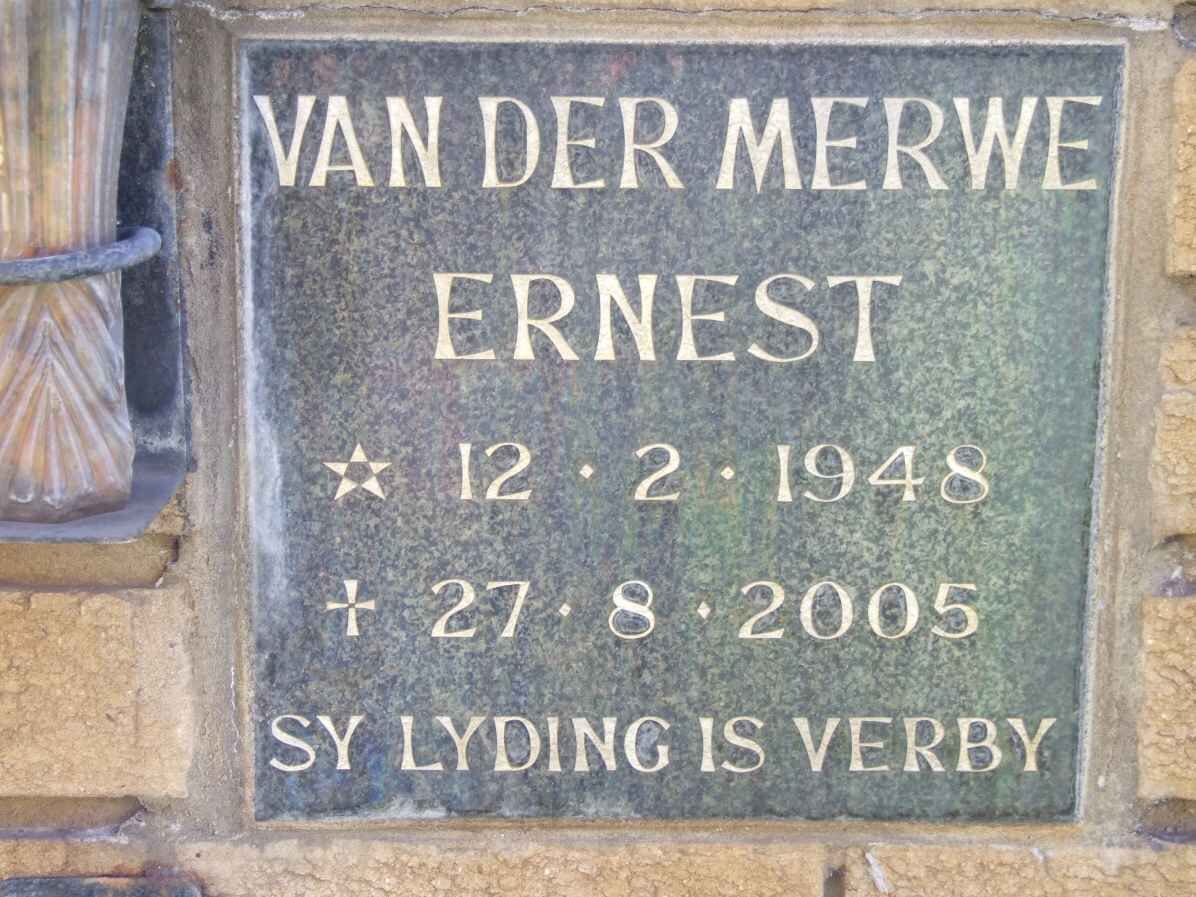 VAN DER MERWE
ERNEST
☆ 12 · 2 · 1948
✝ 27 · 8 · 2005
SY LYDING IS VERBY